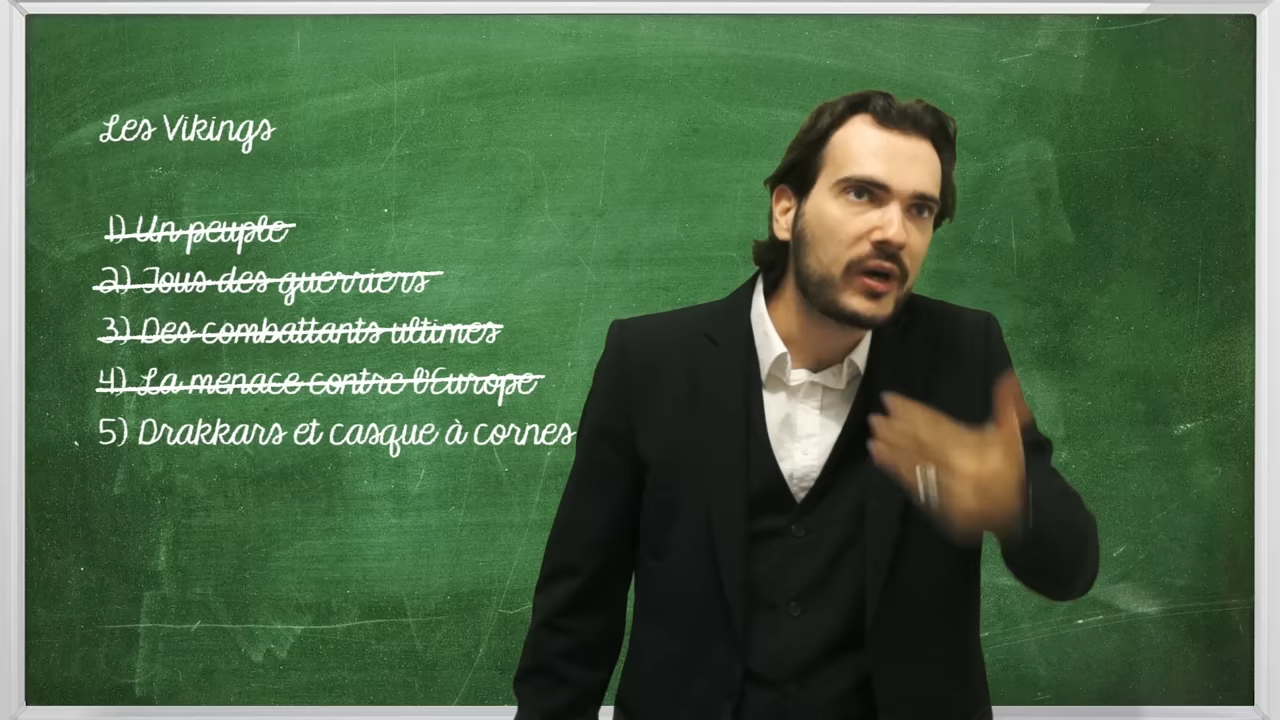 Les Vikings
1) Un peuple
2) Tous des guerriers
3) Des combattants ultimes
4) La menace contre l'Europe
5) Drakkars et casque à cornes